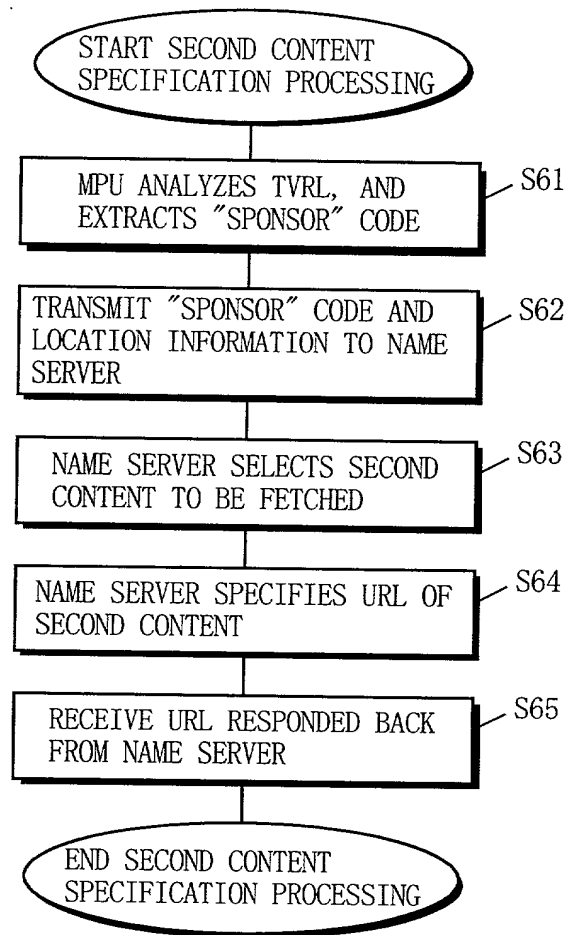 START SECOND CONTENT
SPECIFICATION PROCESSING
MPU ANALYZES TVRL, AND
EXTRACTS "SPONSOR" CODE
S61
TRANSMIT "SPONSOR" CODE AND
LOCATION INFORMATION TO NAME
SERVER
S62
NAME SERVER SELECTS SECOND
CONTENT TO BE FETCHED
S63
NAME SERVER SPECIFIES URL OF
SECOND CONTENT
S64
RECEIVE URL RESPONDED BACK
FROM NAME SERVER
S65
END SECOND CONTENT
SPECIFICATION PROCESSING